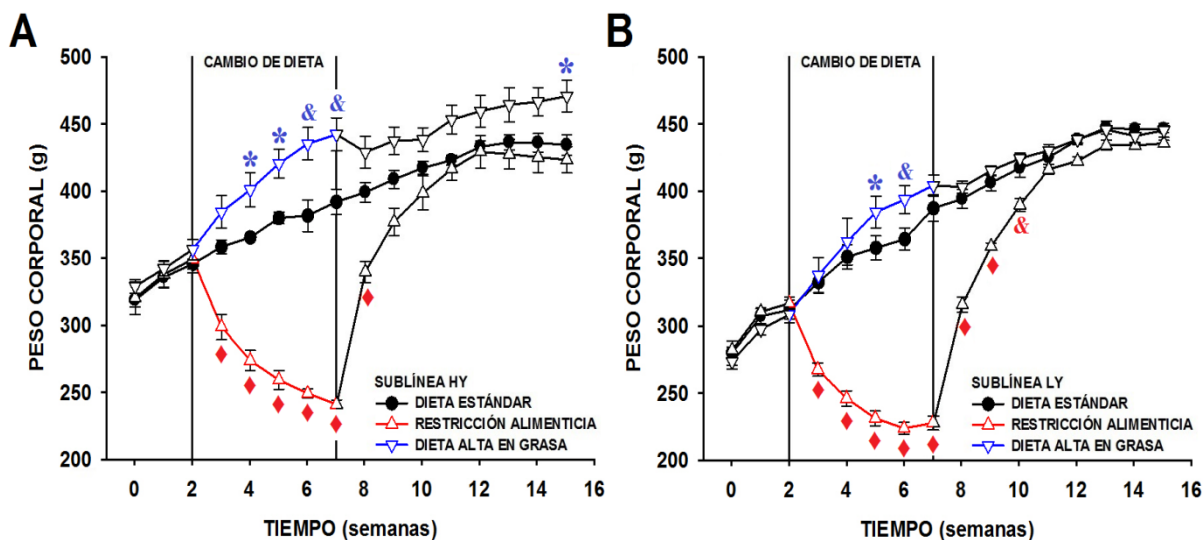 A
CAMBIO DE DIETA
PESO CORPORAL (g)
500
450
400
350
300
250
200
*
*
&
&
*
SUBLÍNEA HY
DIETA ESTÁNDAR
RESTRICCIÓN ALIMENTICIA
DIETA ALTA EN GRASA
0 2 4 6 8 10 12 14 16
TIEMPO (semanas)
B
CAMBIO DE DIETA
PESO CORPORAL (g)
500
450
400
350
300
250
200
*
&
&
SUBLÍNEA LY
DIETA ESTÁNDAR
RESTRICCIÓN ALIMENTICIA
DIETA ALTA EN GRASA
0 2 4 6 8 10 12 14 16
TIEMPO (semanas)